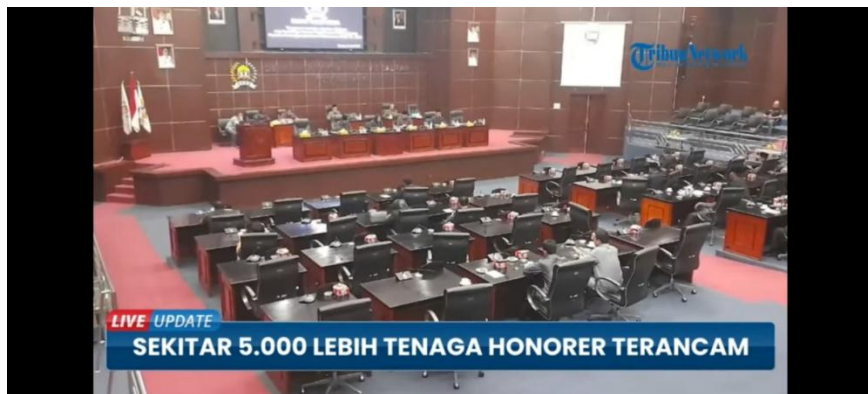 Tribun Network
LIVE UPDATE
SEKITAR 5.000 LEBIH TENAGA HONORER TERANCAM